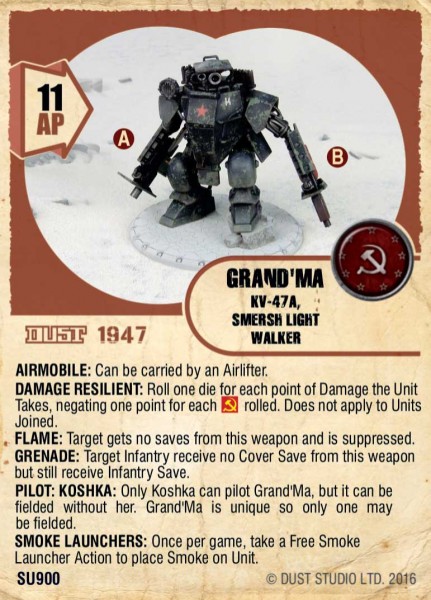 11
AP
A
B
GRAND'MA
KV-47A,
SMERSH LIGHT
WALKER
DUST 1947
AIRMOBILE: Can be carried by an Airlifter.
DAMAGE RESILIENT: Roll one die for each point of Damage the Unit
Takes, negating one point for each rolled. Does not apply to Units
Joined.
FLAME: Target gets no saves from this weapon and is suppressed.
GRENADE: Target Infantry receive no Cover Save from this weapon
but still receive Infantry Save.
PILOT: KOSHKA: Only Koshka can pilot Grand'Ma, but it can be
fielded without her. Grand'Ma is unique so only one may
be fielded.
SMOKE LAUNCHERS: Once per game, take a Free Smoke
Launcher Action to place Smoke on Unit.
SU900
© DUST STUDIO LTD. 2016